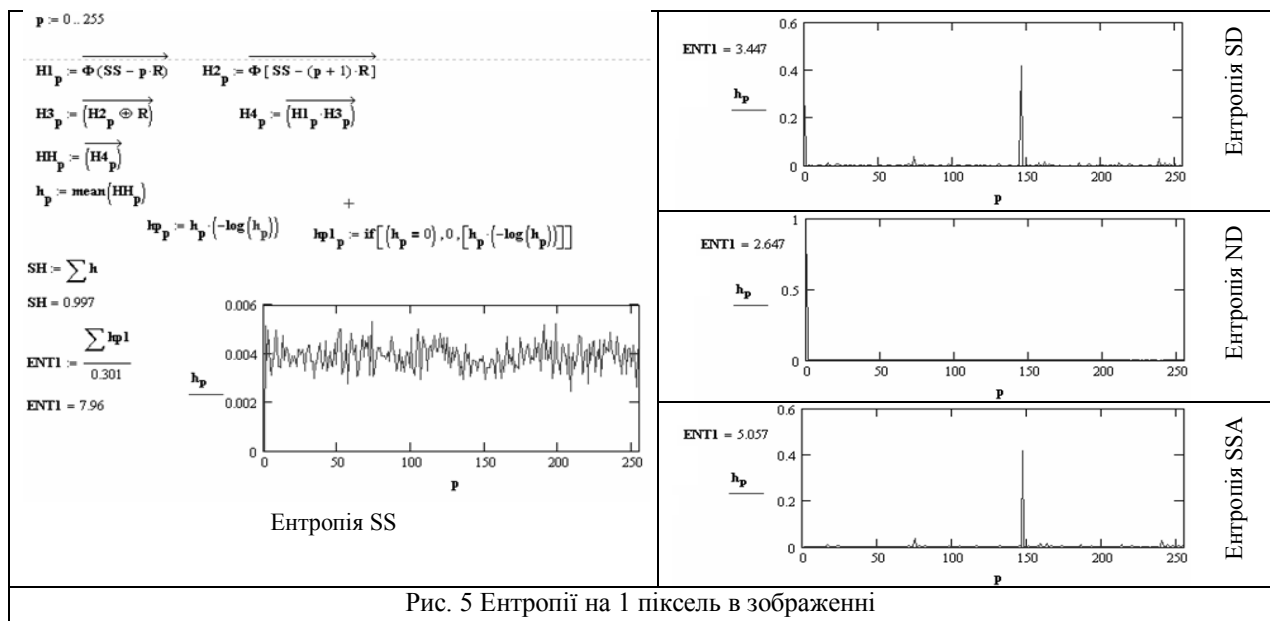 p := 0 .. 255
H1p := Φ(SS − p·R) H2p := Φ[SS − (p + 1)·R]
H3p := (H2p ⊕ R) H4p := (H1p·H3p)
HHp := (H4p)
hp := mean(HHp)
+
hpp := hp·(−log(hp)) hp1p := if[(hp = 0), 0, [hp·(−log(hp))]]
SH := ∑ h
SH = 0.997
ENT1 := ∑ hp1 / 0.301
ENT1 = 7.96
hp
0.006
0.004
0.002
0
0 50 100 150 200 250
p
Ентропія SS
ENT1 = 3.447
hp
0.6
0.4
0.2
0
0 50 100 150 200 250
p
Ентропія SD
ENT1 = 2.647
hp
1
0.5
0
0 50 100 150 200 250
p
Ентропія ND
ENT1 = 5.057
hp
0.6
0.4
0.2
0
0 50 100 150 200 250
p
Ентропія SSA
Рис. 5 Ентропії на 1 піксель в зображенні